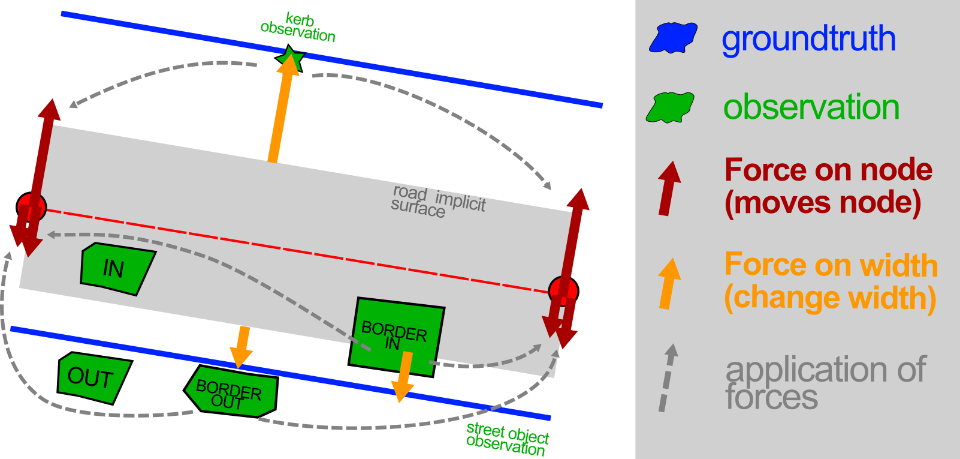 kerb
observation
road implicit
surface
IN
BORDER
IN
OUT
BORDER
OUT
street object
observation
groundtruth
observation
Force on node
(moves node)
Force on width
(change width)
application of
forces